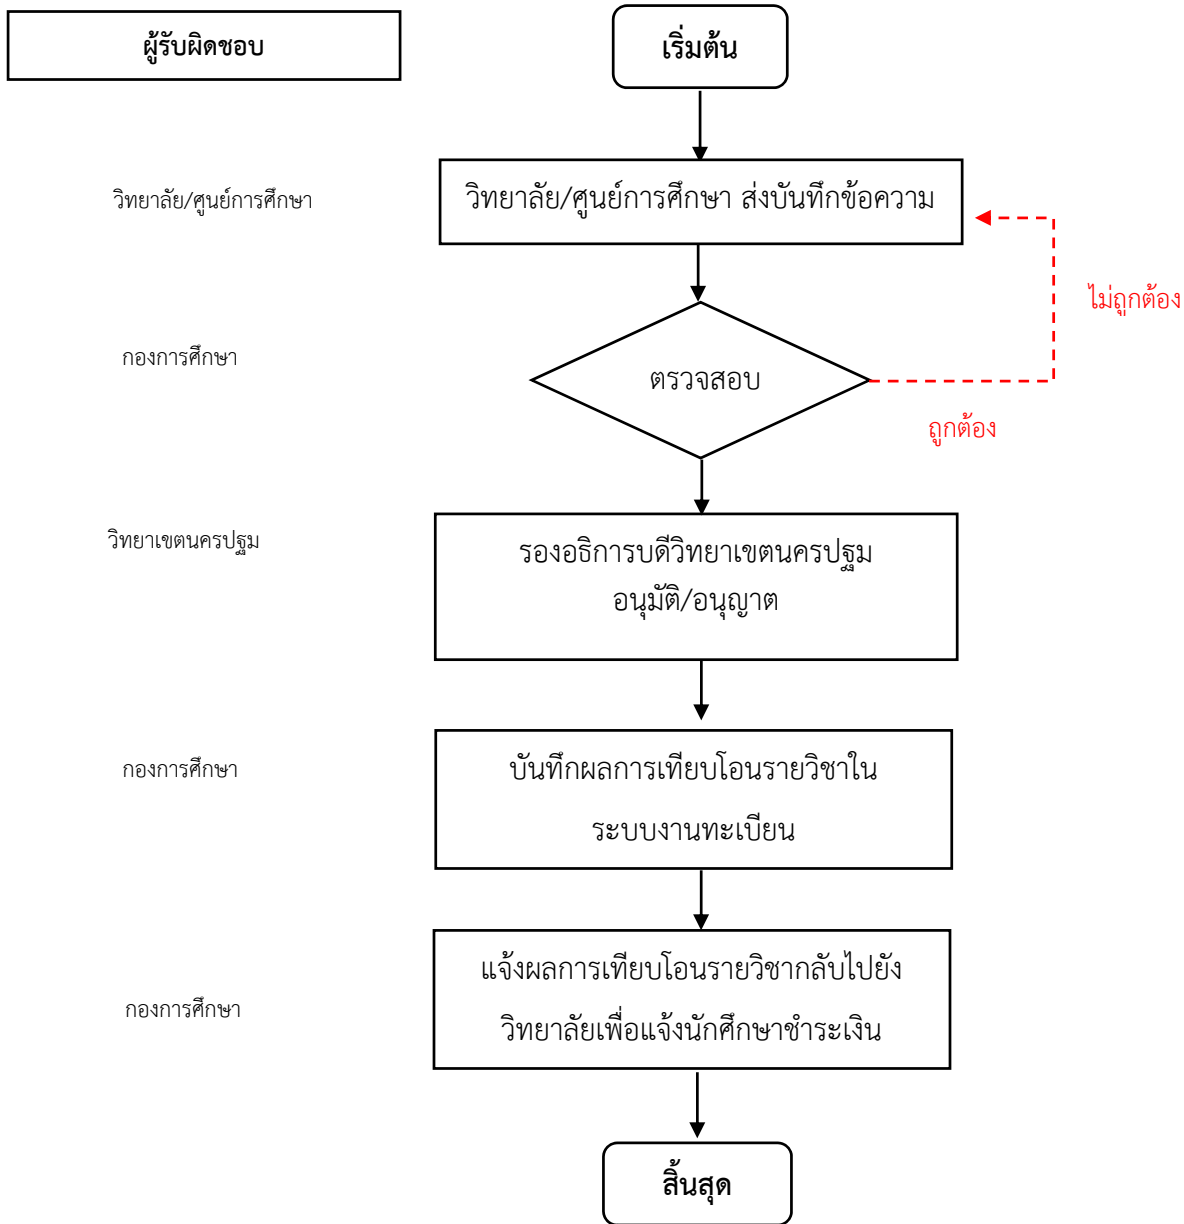 ผู้รับผิดชอบ
เริ่มต้น
วิทยาลัย/ศูนย์การศึกษา
วิทยาลัย/ศูนย์การศึกษา ส่งบันทึกข้อความ
ไม่ถูกต้อง
กองการศึกษา
ตรวจสอบ
ถูกต้อง
วิทยาเขตนครปฐม
รองอธิการบดีวิทยาเขตนครปฐม
อนุมัติ/อนุญาต
กองการศึกษา
บันทึกผลการเทียบโอนรายวิชาใน
ระบบงานทะเบียน
กองการศึกษา
แจ้งผลการเทียบโอนรายวิชากลับไปยัง
วิทยาลัยเพื่อแจ้งนักศึกษาชำระเงิน
สิ้นสุด